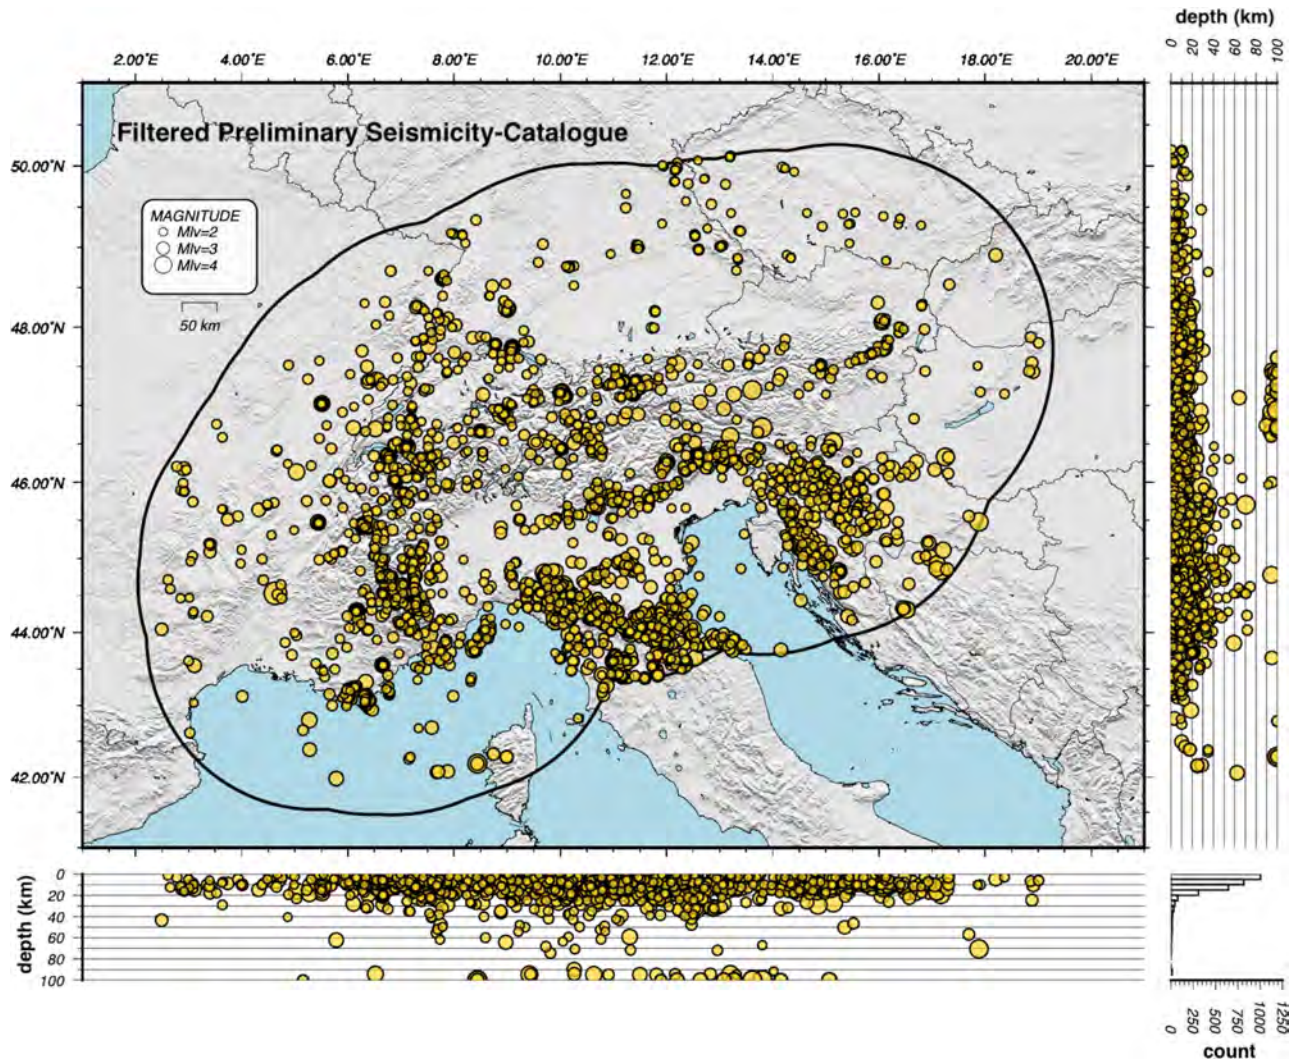 depth (km)
0 20 40 60 80 100
2.00°E 4.00°E 6.00°E 8.00°E 10.00°E 12.00°E 14.00°E 16.00°E 18.00°E 20.00°E
Filtered Preliminary Seismicity-Catalogue
50.00°N
MAGNITUDE
Mlv=2
Mlv=3
Mlv=4
50 km
48.00°N
46.00°N
44.00°N
42.00°N
depth (km)
0
20
40
60
80
100
0 250 500 750 1000 1250
count